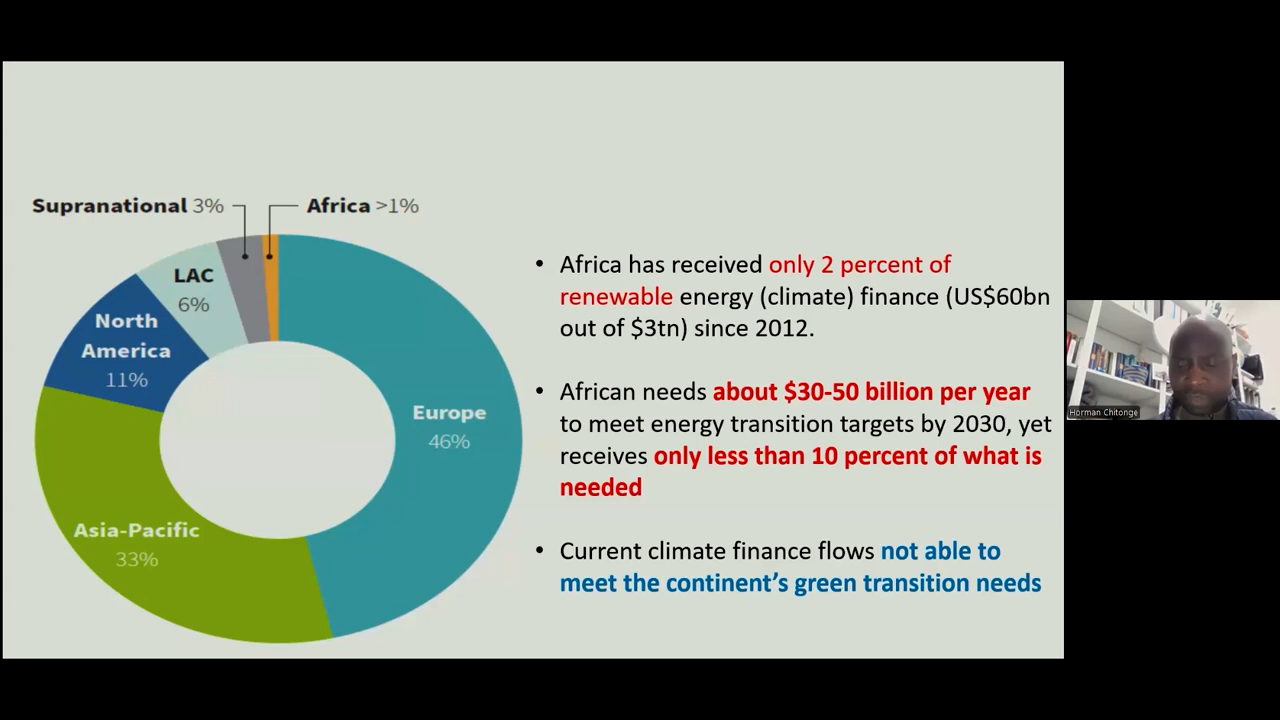 Supranational 3%
Africa >1%
LAC
6%
North
America
11%
Europe
46%
Asia-Pacific
33%
• Africa has received only 2 percent of
renewable energy (climate) finance (US$60bn
out of $3tn) since 2012.
• African needs about $30-50 billion per year
to meet energy transition targets by 2030, yet
receives only less than 10 percent of what is
needed
• Current climate finance flows not able to
meet the continent’s green transition needs
Horman Chitonge